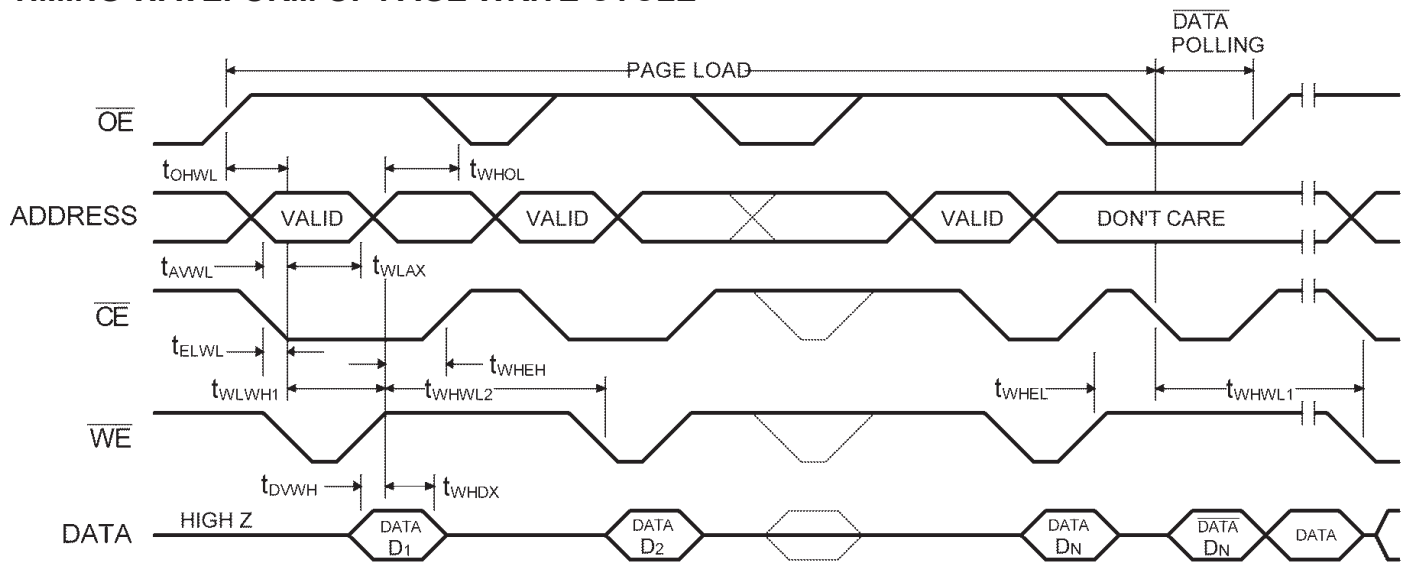 TIMING WAVEFORM OF PAGE WRITE CYCLE
DATA
POLLING
PAGE LOAD
OE
tOHWL
tWHOL
ADDRESS
VALID
VALID
VALID
DON'T CARE
tAVWL
tWLAX
CE
tELWL
tWHEH
tWLWH1
tWHWL2
tWHEL
tWHWL1
WE
tDVWH
tWHDX
DATA
HIGH Z
DATA D1
DATA D2
DATA DN
DATA DN
DATA